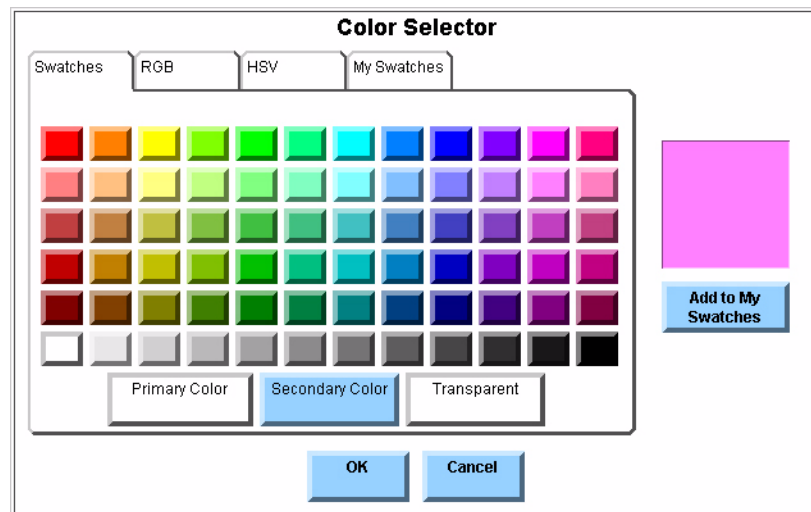 Color Selector
Swatches RGB HSV My Swatches
Add to My
Swatches
Primary Color Secondary Color Transparent
OK Cancel